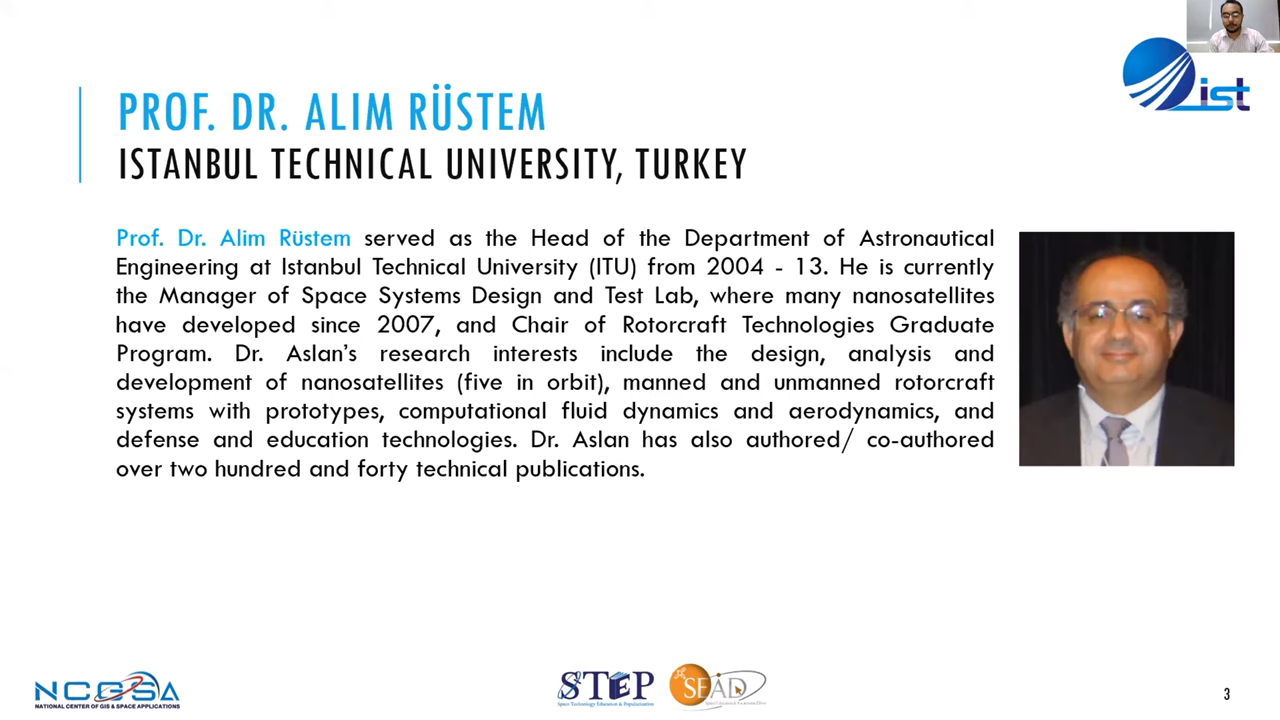 PROF. DR. ALIM RÜSTEM
ISTANBUL TECHNICAL UNIVERSITY, TURKEY
ist
Prof. Dr. Alim Rüstem served as the Head of the Department of Astronautical
Engineering at Istanbul Technical University (ITU) from 2004 - 13. He is currently
the Manager of Space Systems Design and Test Lab, where many nanosatellites
have developed since 2007, and Chair of Rotorcraft Technologies Graduate
Program. Dr. Aslan's research interests include the design, analysis and
development of nanosatellites (five in orbit), manned and unmanned rotorcraft
systems with prototypes, computational fluid dynamics and aerodynamics, and
defense and education technologies. Dr. Aslan has also authored/ co-authored
over two hundred and forty technical publications.
NCGSA
NATIONAL CENTER OF GIS & SPACE APPLICATIONS
STEP
Space Technology Education & Popularization
SEAD
3